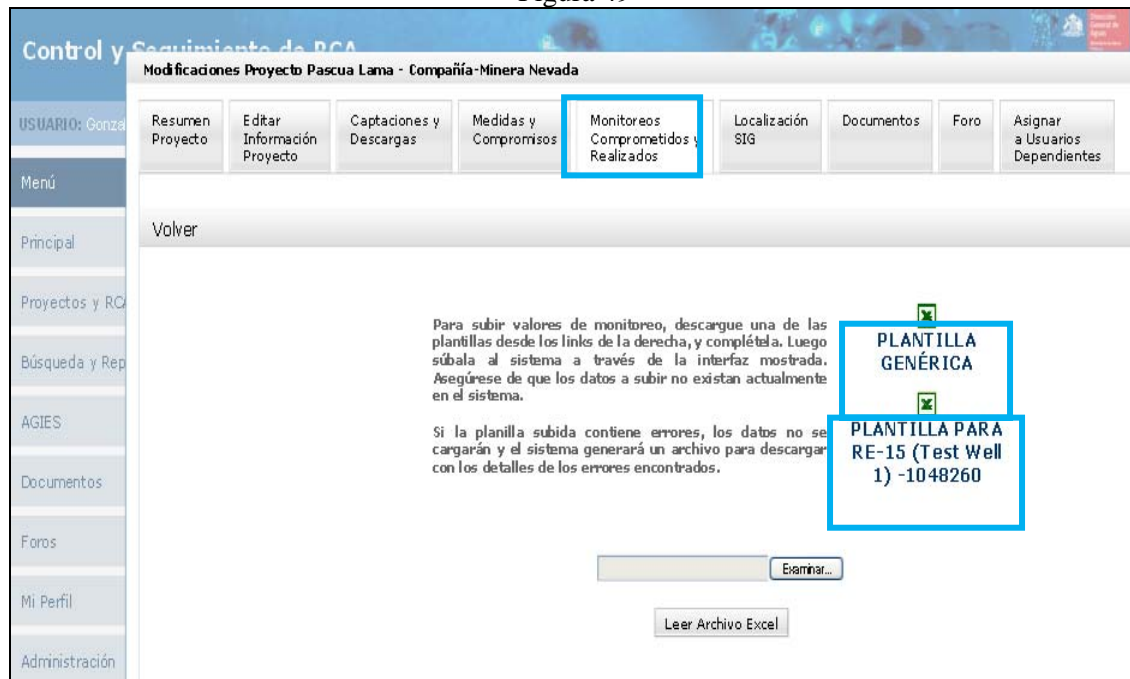 Control y Seguimiento de RCA
Modificaciones Proyecto Pascua Lama - Compañía-Minera Nevada
USUARIO: Gonzal
Resumen
Proyecto
Editar
Información
Proyecto
Captaciones y
Descargas
Medidas y
Compromisos
Monitoreos
Comprometidos y
Realizados
Localización
SIG
Documentos
Foro
Asignar
a Usuarios
Dependientes
Menú
Volver
Principal
Proyectos y RCA
Búsqueda y Rep
AGIES
Documentos
Foros
Mi Perfil
Administración
Para subir valores de monitoreo, descargue una de las
plantillas desde los links de la derecha, y complétela. Luego
súbala al sistema a través de la interfaz mostrada.
Asegúrese de que los datos a subir no existan actualmente
en el sistema.
Si la planilla subida contiene errores, los datos no se
cargarán y el sistema generará un archivo para descargar
con los detalles de los errores encontrados.
PLANTILLA
GENÉRICA
PLANTILLA PARA
RE-15 (Test Well
1) -1048260
Examinar...
Leer Archivo Excel